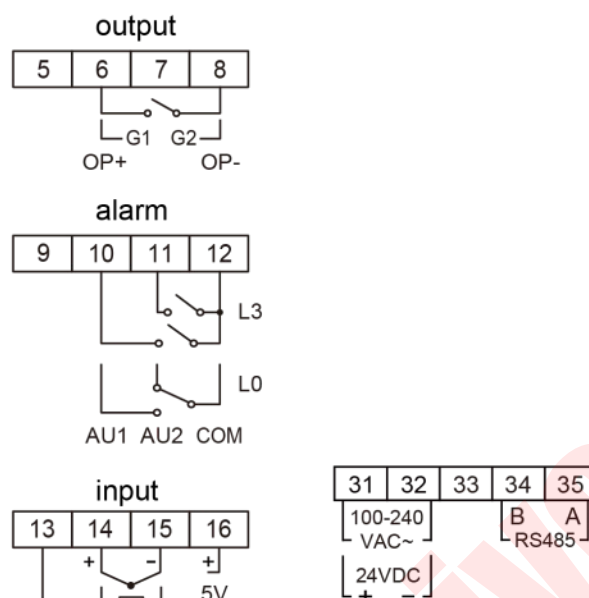 output
5 6 7 8
G1 G2
OP+ OP-
alarm
9 10 11 12
L3
L0
AU1 AU2 COM
input
13 14 15 16
+ - +
5V
31 32 33 34 35
100-240 B A
VAC~ RS485
24VDC
+ -